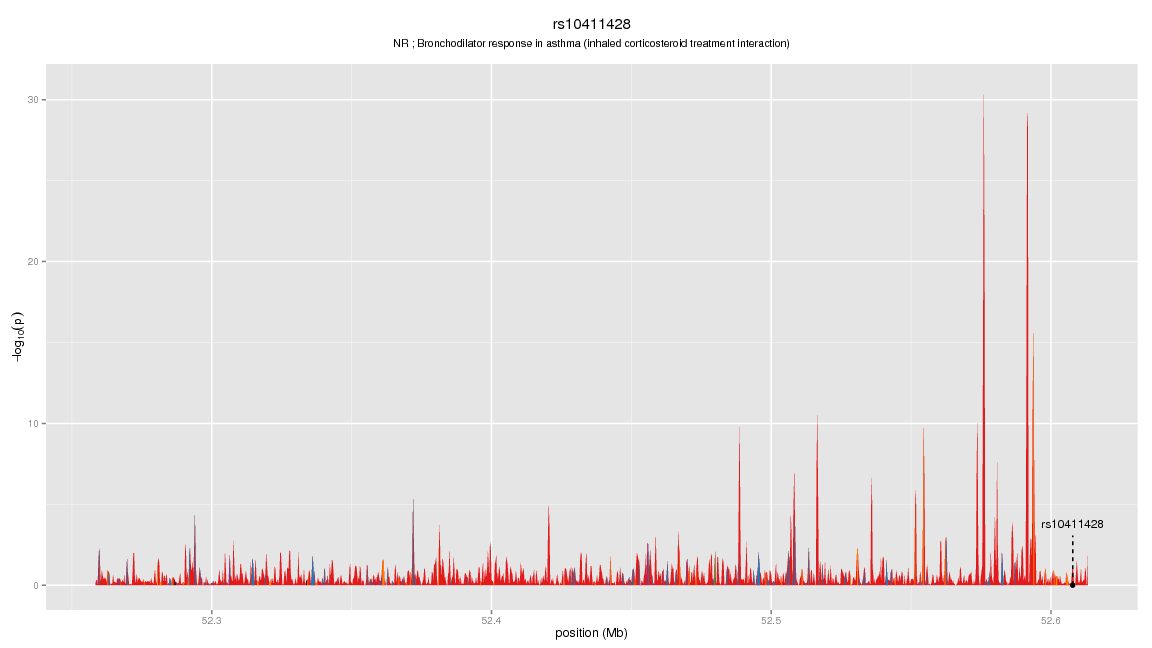 rs10411428
NR ; Bronchodilator response in asthma (inhaled corticosteroid treatment interaction)
30
20
10
0
−log10(p)
rs10411428
52.3
52.4
52.5
52.6
position (Mb)